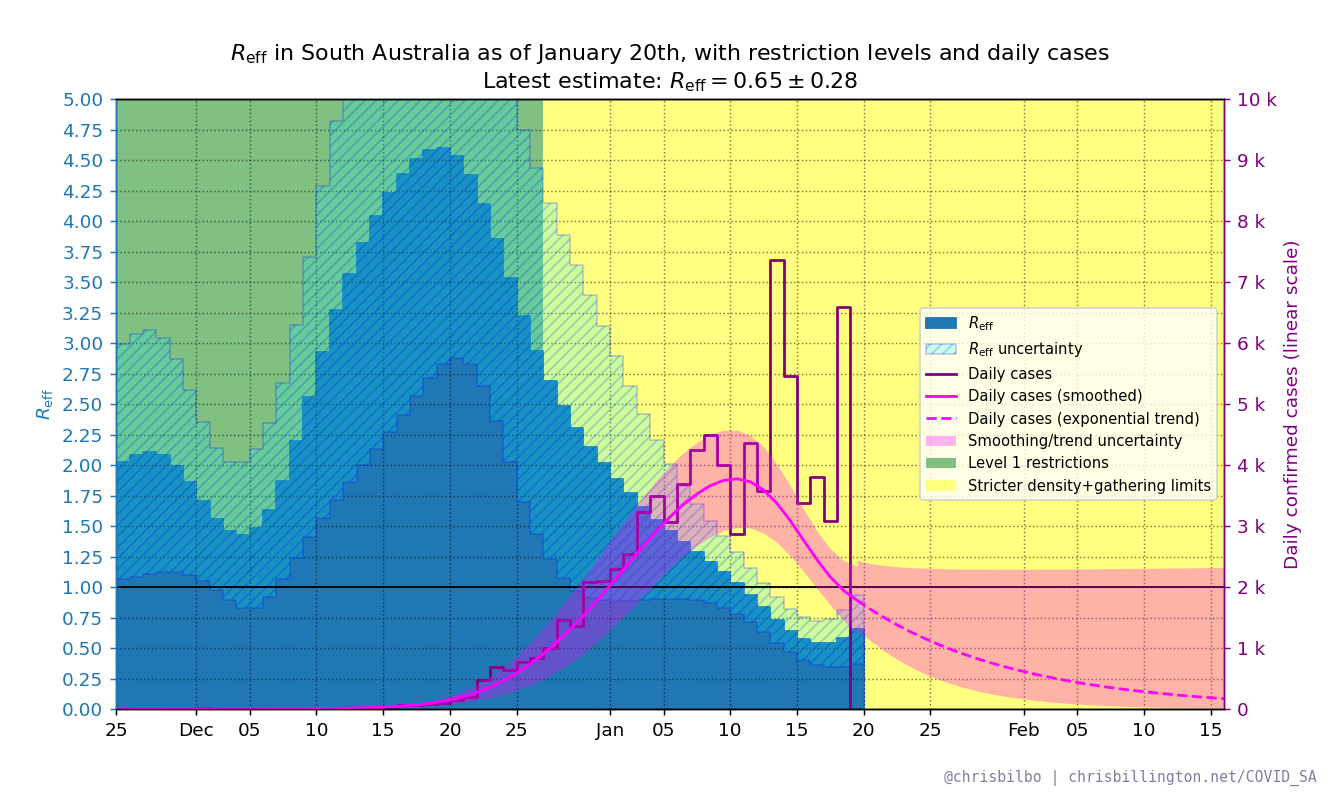 R_eff in South Australia as of January 20th, with restriction levels and daily cases
Latest estimate: R_eff = 0.65 ± 0.28
5.00
4.75
4.50
4.25
4.00
3.75
3.50
3.25
3.00
2.75
2.50
2.25
2.00
1.75
1.50
1.25
1.00
0.75
0.50
0.25
0.00
R_eff
10 k
9 k
8 k
7 k
6 k
5 k
4 k
3 k
2 k
1 k
0
Daily confirmed cases (linear scale)
R_eff
R_eff uncertainty
Daily cases
Daily cases (smoothed)
Daily cases (exponential trend)
Smoothing/trend uncertainty
Level 1 restrictions
Stricter density+gathering limits
25 Dec 05 10 15 20 25 Jan 05 10 15 20 25 Feb 05 10 15
@chrisbilbo | chrisbillington.net/COVID_SA